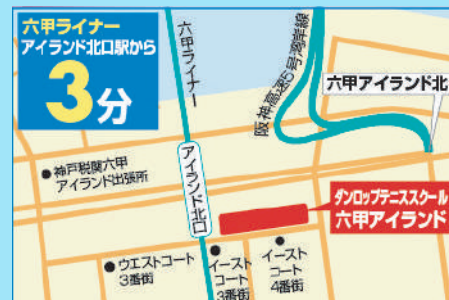 六甲ライナー
アイランド北口駅から
3分
六甲ライナー
阪神高速5号湾岸線
六甲アイランド北
神戸税関六甲
アイランド出張所
アイランド北口
ダンロップテニススクール
六甲アイランド
ウエストコート
3番街
イースト
コート
3番街
イースト
コート
4番街